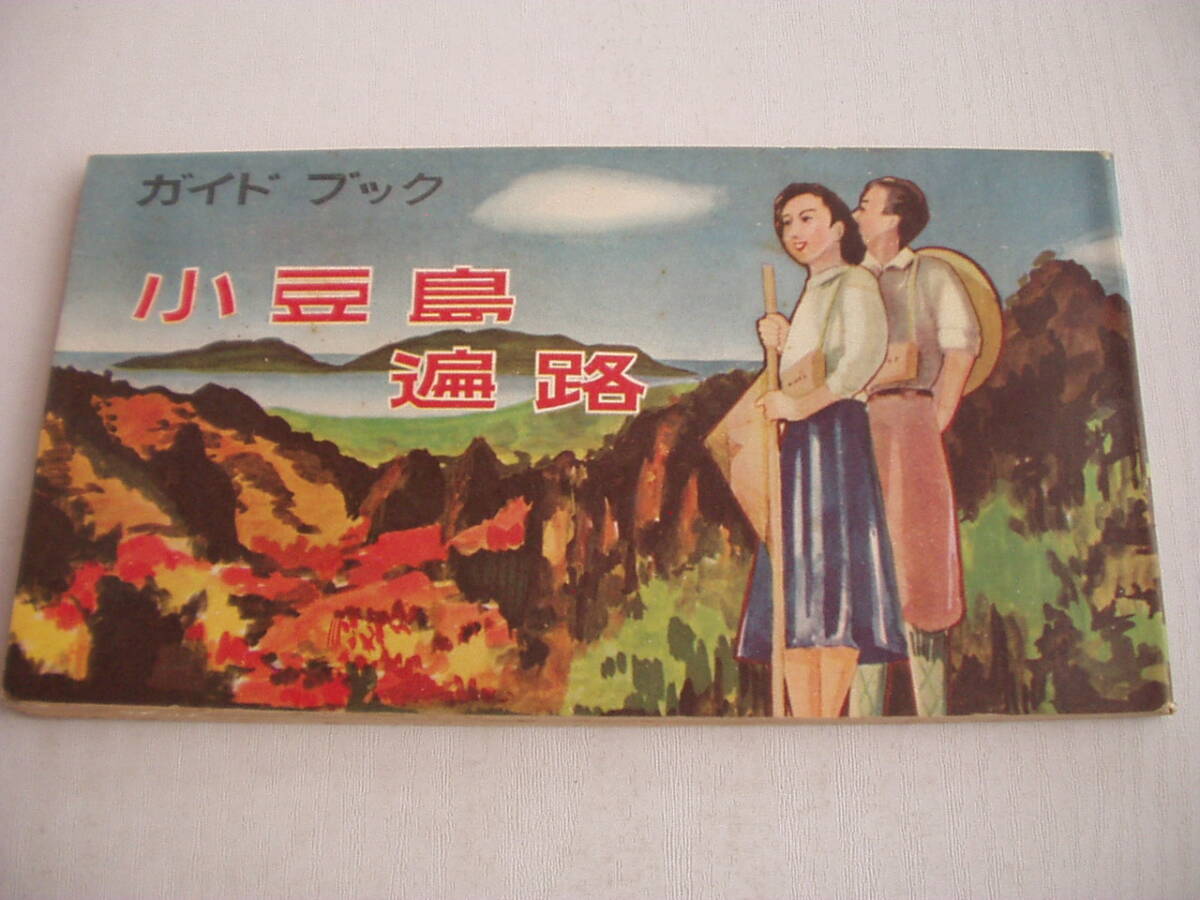 ガイド ブック
小豆島
遍路